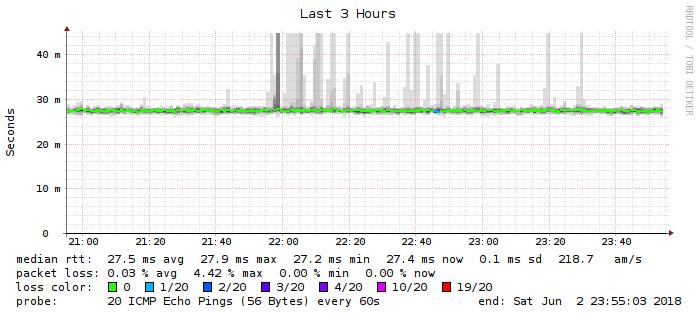 Last 3 Hours
RRDTOOL / TOBI OETIKER
Seconds
40 m
30 m
20 m
10 m
0
21:00 21:20 21:40 22:00 22:20 22:40 23:00 23:20 23:40
median rtt: 27.5 ms avg 27.9 ms max 27.2 ms min 27.4 ms now 0.1 ms sd 218.7 am/s
packet loss: 0.03 % avg 4.42 % max 0.00 % min 0.00 % now
loss color: 0 1/20 2/20 3/20 4/20 10/20 19/20
probe: 20 ICMP Echo Pings (56 Bytes) every 60s end: Sat Jun 2 23:55:03 2018